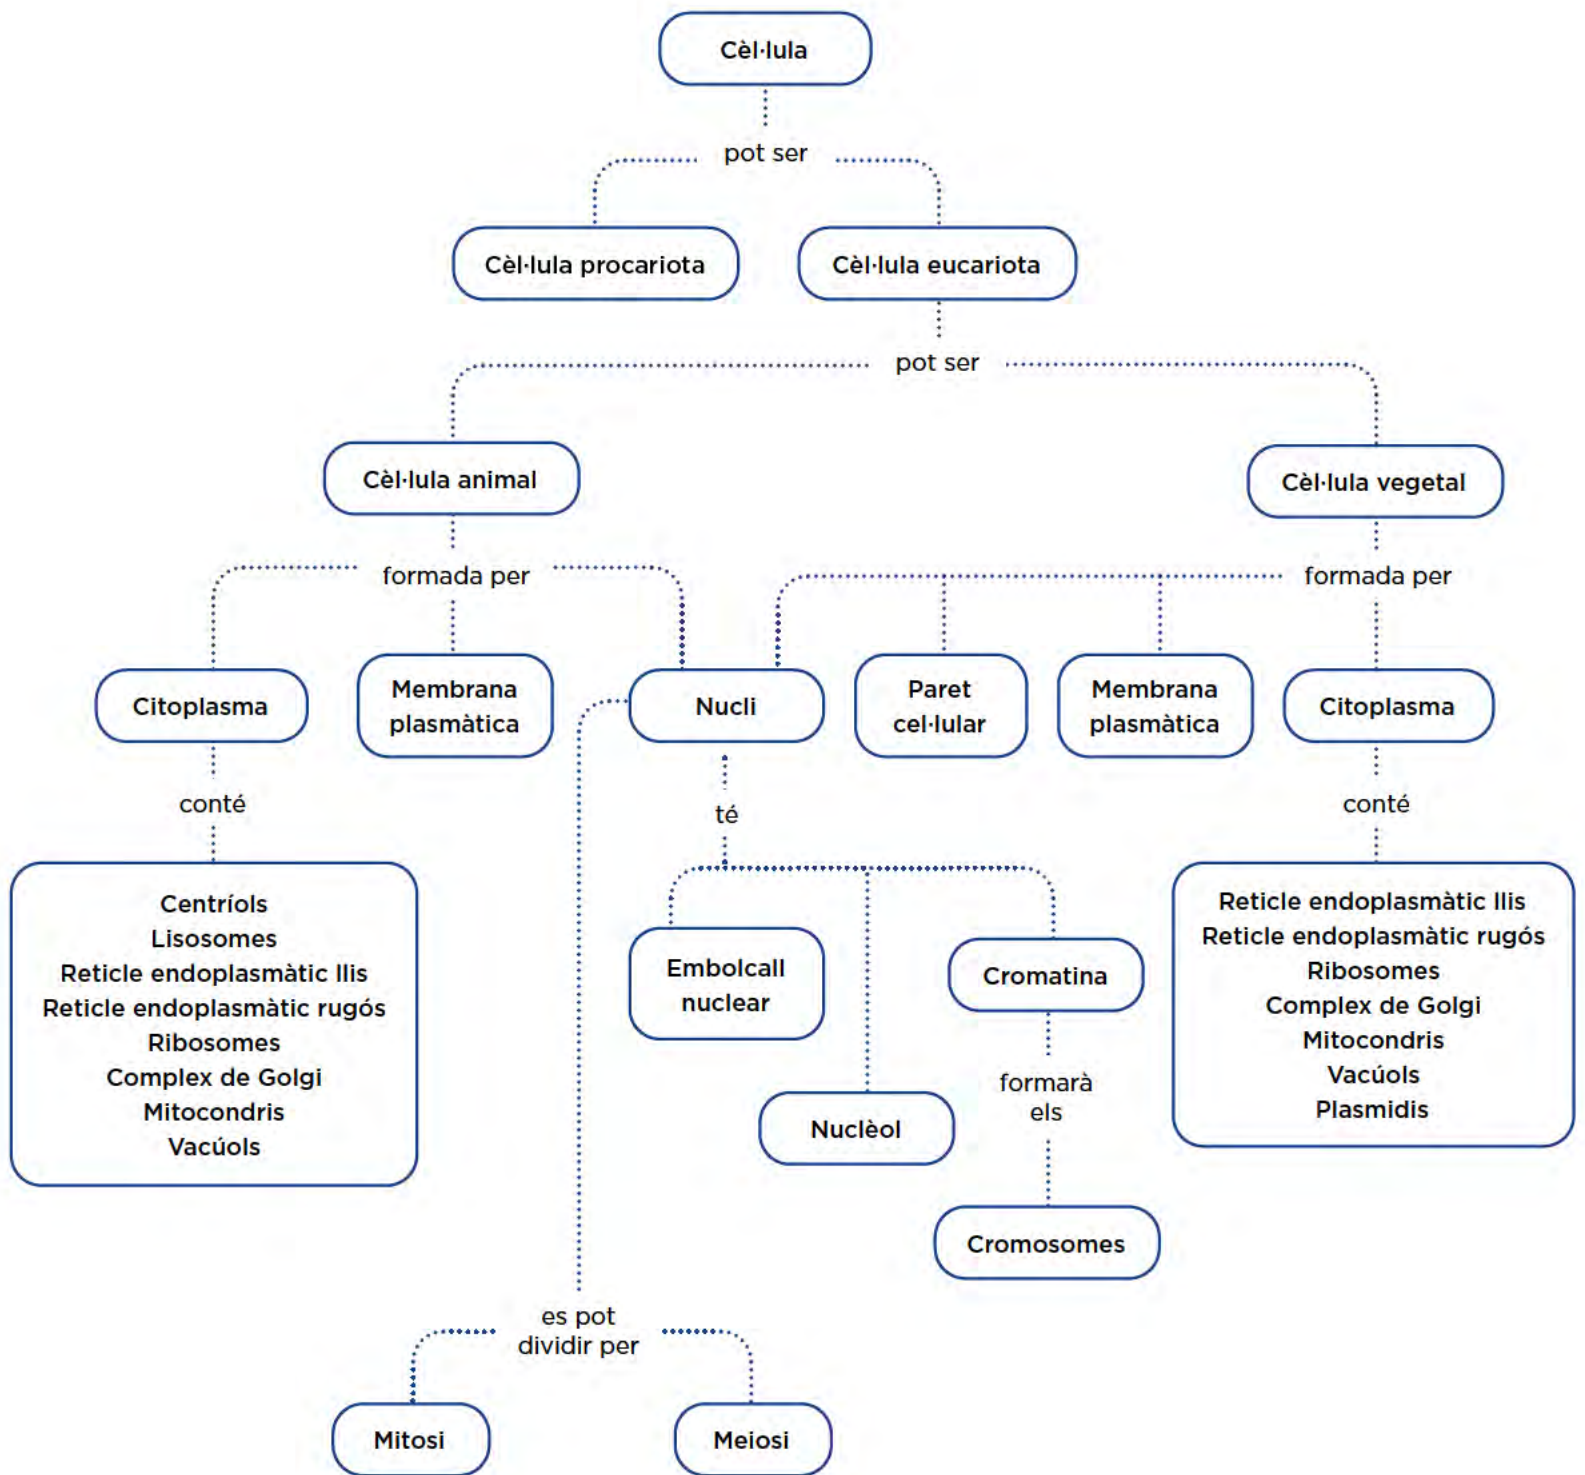 Cèl·lula
pot ser
Cèl·lula procariota
Cèl·lula eucariota
pot ser
Cèl·lula animal
Cèl·lula vegetal
formada per
formada per
Citoplasma
Membrana
plasmàtica
Nucli
Paret
cel·lular
Membrana
plasmàtica
Citoplasma
conté
té
conté
Centríols
Lisosomes
Reticle endoplasmàtic llis
Reticle endoplasmàtic rugós
Ribosomes
Complex de Golgi
Mitocondris
Vacúols
Embolcall
nuclear
Nuclèol
Cromatina
formarà
els
Cromosomes
Reticle endoplasmàtic llis
Reticle endoplasmàtic rugós
Ribosomes
Complex de Golgi
Mitocondris
Vacúols
Plasmidis
es pot
dividir per
Mitosi
Meiosi